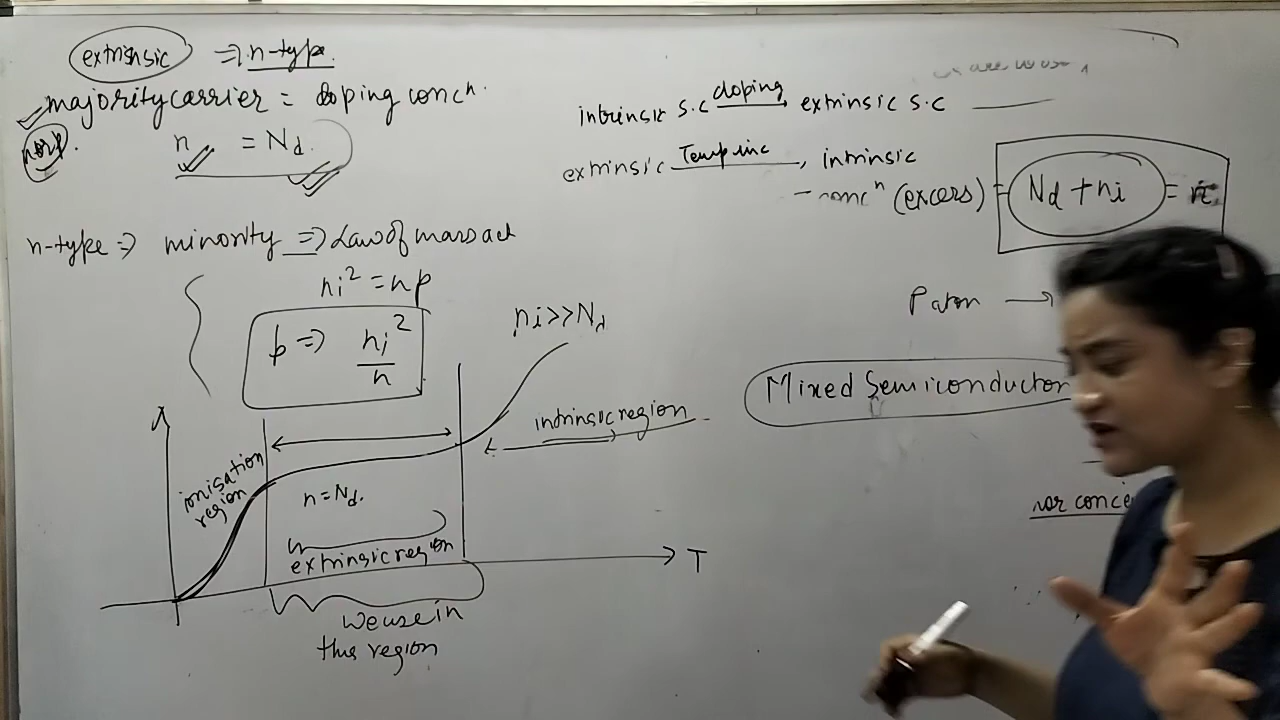 extrinsic ⇒ n-type
majority carrier = doping concⁿ.
n = Nd.
n-type ⇒ minority ⇒ Law of mass act
ni² = np
p ⇒ ni²/n
ni >> Nd
ionisation region
n = Nd.
extrinsic region
intrinsic region
T
We use in
this region
intrinsic s.c doping → extrinsic s.c
extrinsic Temp inc → intrinsic
concⁿ (excess) = Nd + ni =
Mixed Semiconductor